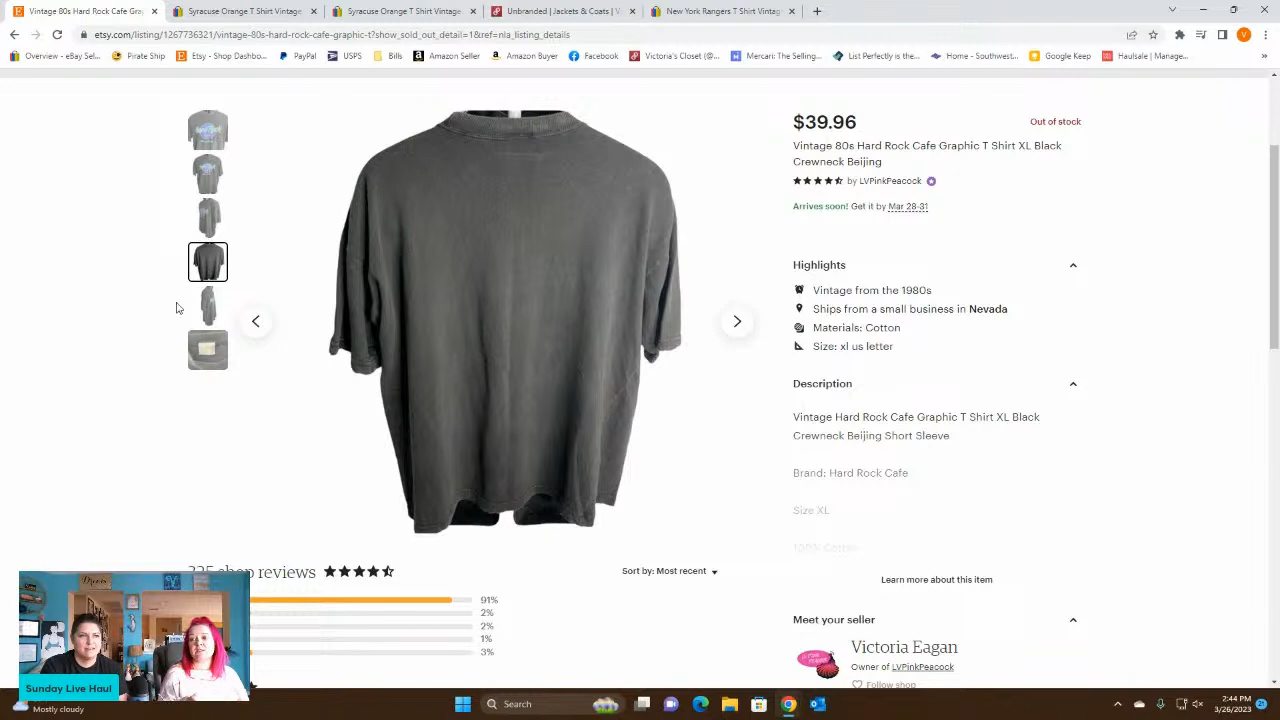 Vintage 80s Hard Rock Cafe Gra
Syracuse Orange T Shirt Vintage
Syracuse Orange T Shirt Vintage
Unbranded | Jackets & Coats | V
New York Rangers T Shirt Vintage
etsy.com/listing/1267736321/vintage-80s-hard-rock-cafe-graphic-t?show_sold_out_detail=1&ref=nla_listing_details
Overview - eBay Sel...
Pirate Ship
Etsy - Shop Dashbo...
PayPal
USPS
Bills
Amazon Seller
Amazon Buyer
Facebook
Victoria's Closet (@...
Mercari: The Selling...
List Perfectly is the...
Home - Southwest...
Google Keep
Haulsale | Manage...
$39.96
Out of stock
Vintage 80s Hard Rock Cafe Graphic T Shirt XL Black
Crewneck Beijing
by LVPinkPeacock
Arrives soon! Get it by Mar 28-31
Highlights
Vintage from the 1980s
Ships from a small business in Nevada
Materials: Cotton
Size: xl us letter
Description
Vintage Hard Rock Cafe Graphic T Shirt XL Black
Crewneck Beijing Short Sleeve
Brand: Hard Rock Cafe
Size XL
100% Cotton
Learn more about this item
shop reviews
Sort by: Most recent
91%
2%
2%
1%
3%
Meet your seller
Victoria Eagan
Owner of LVPinkPeacock
Follow shop
Sunday Live Haul
Mostly cloudy
Search
2:44 PM
3/26/2023